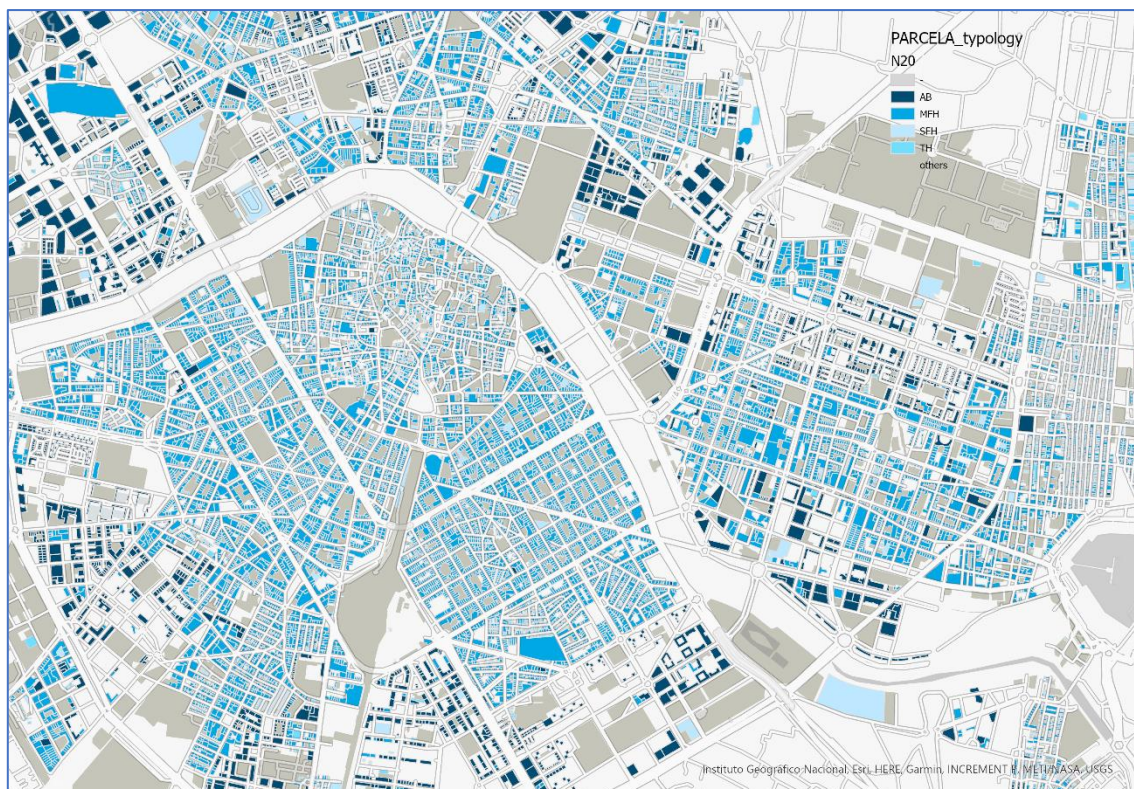 PARCELA_typology
N20
-
AB
MFH
SFH
TH
others
Instituto Geográfico Nacional, Esri, HERE, Garmin, INCREMENT P, METI/NASA, USGS